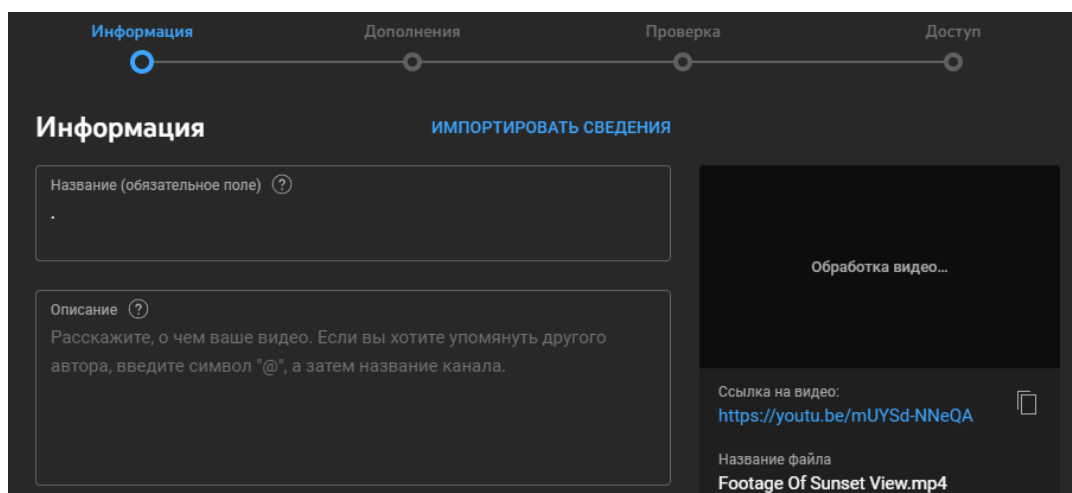 Информация Дополнения Проверка Доступ
Информация
ИМПОРТИРОВАТЬ СВЕДЕНИЯ
Название (обязательное поле) ?
.
Описание ?
Расскажите, о чем ваше видео. Если вы хотите упомянуть другого
автора, введите символ "@", а затем название канала.
Обработка видео...
Ссылка на видео:
https://youtu.be/mUYSd-NNeQA
Название файла
Footage Of Sunset View.mp4